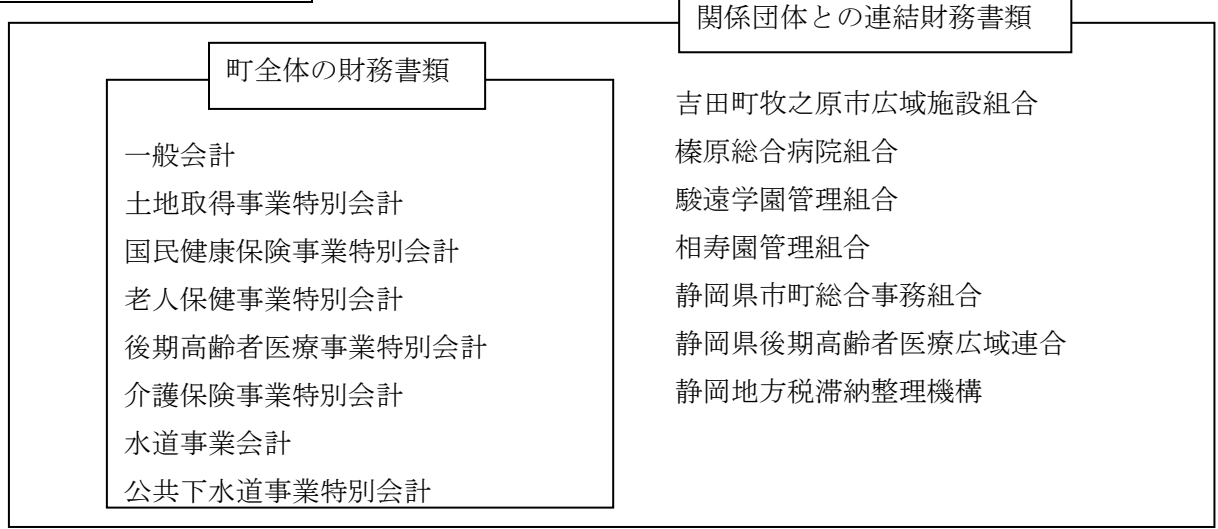 関係団体との連結財務書類
町全体の財務書類
一般会計
土地取得事業特別会計
国民健康保険事業特別会計
老人保健事業特別会計
後期高齢者医療事業特別会計
介護保険事業特別会計
水道事業会計
公共下水道事業特別会計
吉田町牧之原市広域施設組合
榛原総合病院組合
駿遠学園管理組合
相寿園管理組合
静岡県市町総合事務組合
静岡県後期高齢者医療広域連合
静岡地方税滞納整理機構